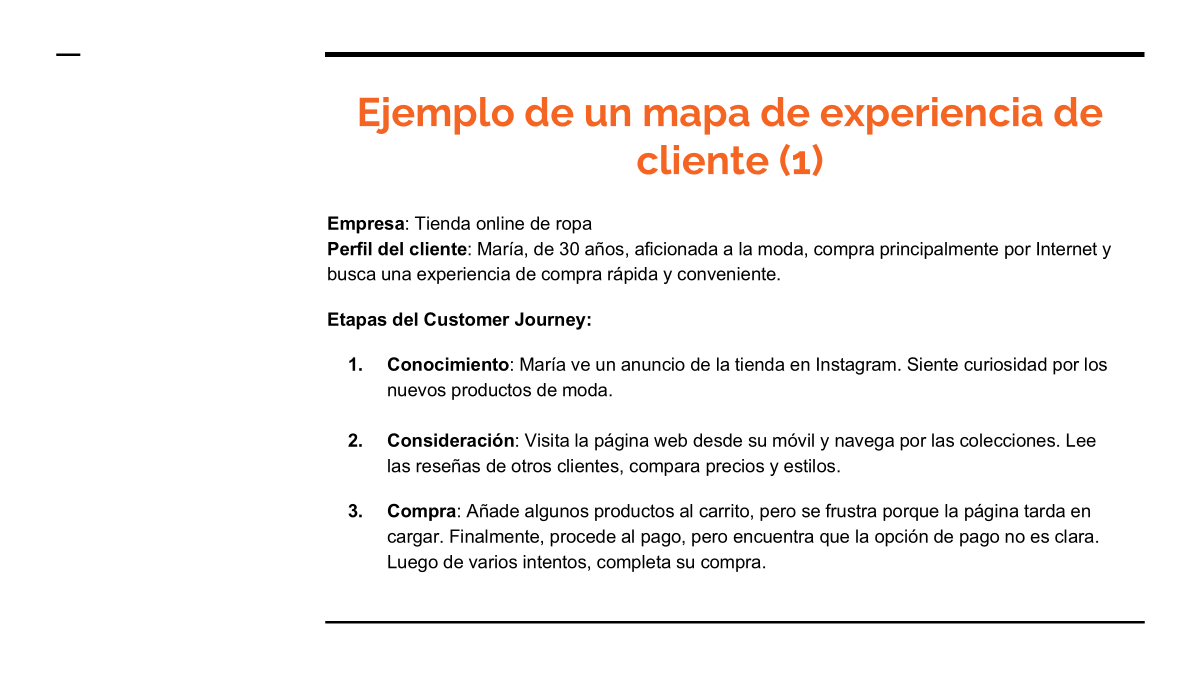 Ejemplo de un mapa de experiencia de
cliente (1)
Empresa: Tienda online de ropa
Perfil del cliente: María, de 30 años, aficionada a la moda, compra principalmente por Internet y
busca una experiencia de compra rápida y conveniente.
Etapas del Customer Journey:
1. Conocimiento: María ve un anuncio de la tienda en Instagram. Siente curiosidad por los
nuevos productos de moda.
2. Consideración: Visita la página web desde su móvil y navega por las colecciones. Lee
las reseñas de otros clientes, compara precios y estilos.
3. Compra: Añade algunos productos al carrito, pero se frustra porque la página tarda en
cargar. Finalmente, procede al pago, pero encuentra que la opción de pago no es clara.
Luego de varios intentos, completa su compra.